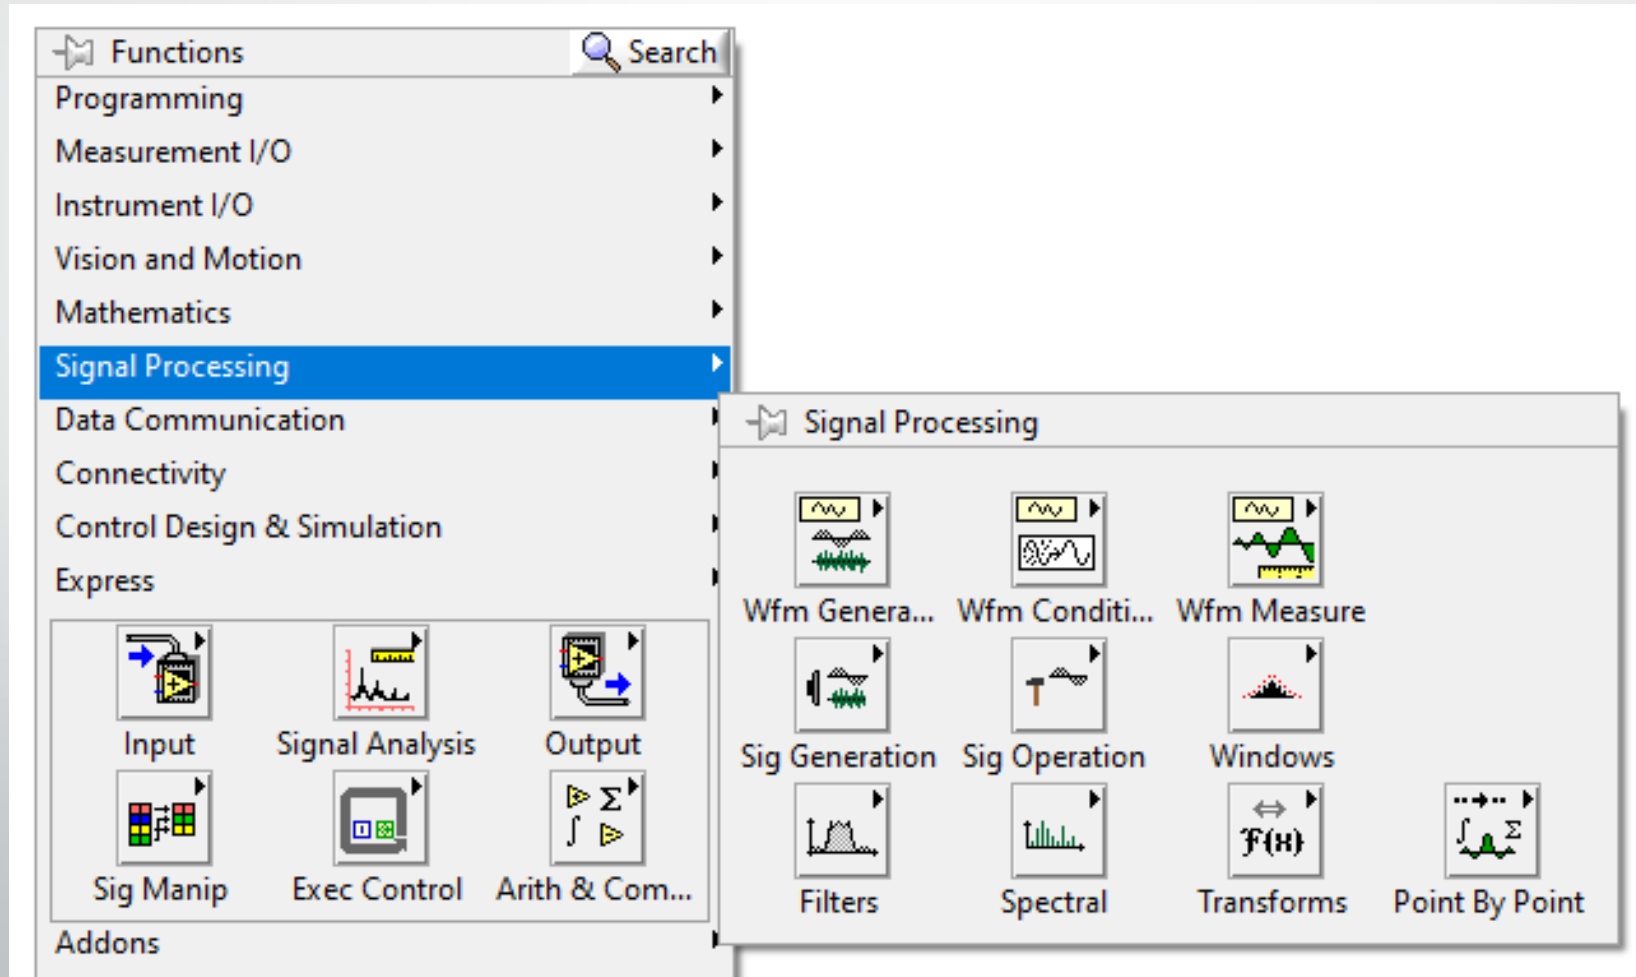 Functions Search
Programming
Measurement I/O
Instrument I/O
Vision and Motion
Mathematics
Signal Processing
Data Communication
Connectivity
Control Design & Simulation
Express
Input Signal Analysis Output
Sig Manip Exec Control Arith & Com...
Addons
Signal Processing
Wfm Genera... Wfm Conditi... Wfm Measure
Sig Generation Sig Operation Windows
F(x)
Filters Spectral Transforms Point By Point